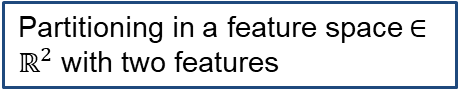 Partitioning in a feature space ∈
ℝ² with two features